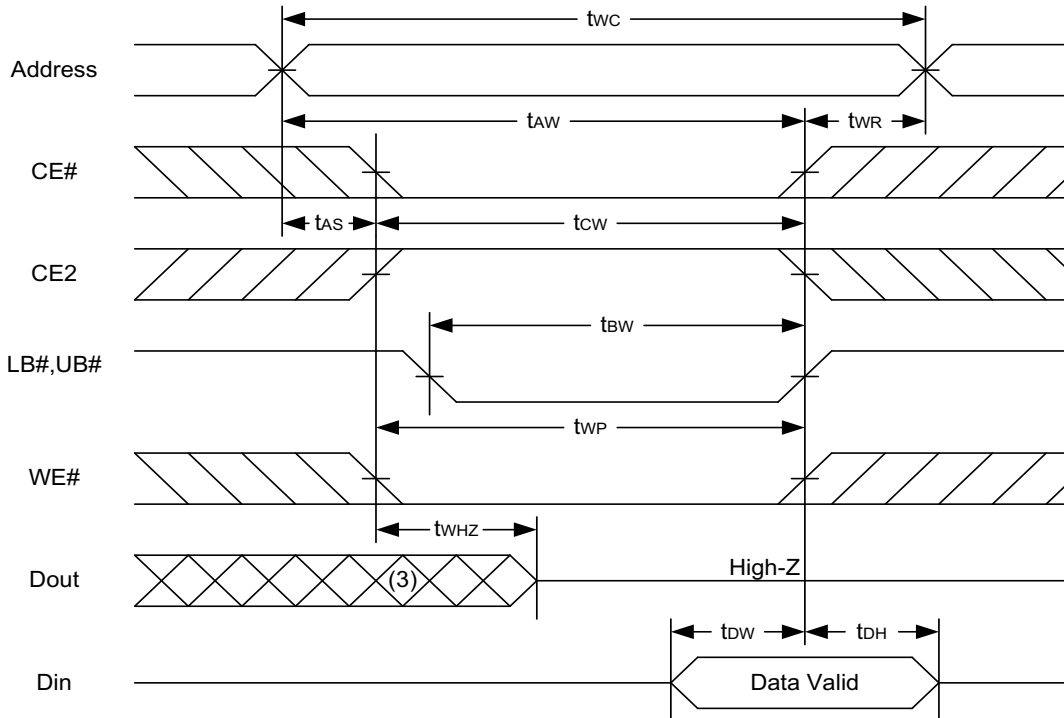 tWC
Address
tAW
tWR
CE#
tAS
tCW
CE2
tBW
LB#,UB#
tWP
WE#
tWHZ
Dout
(3)
High-Z
tDW
tDH
Din
Data Valid